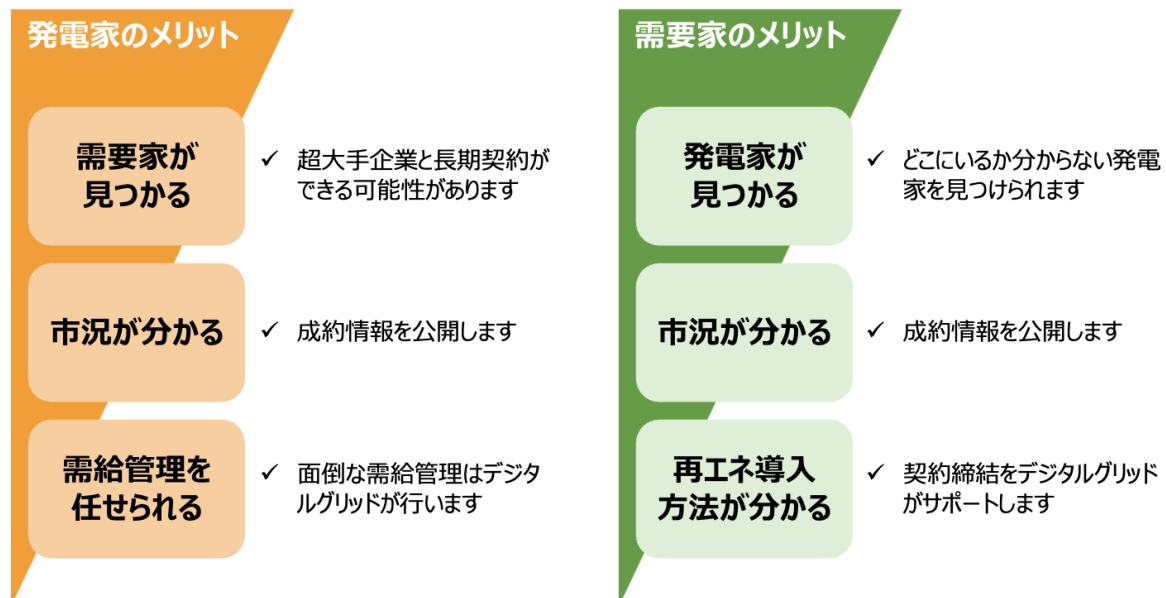 発電家のメリット
需要家が
見つかる
✓ 超大手企業と長期契約が
できる可能性があります
市況が分かる
✓ 成約情報を公開します
需給管理を
任せられる
✓ 面倒な需給管理はデジタ
ルグリッドが行います
需要家のメリット
発電家が
見つかる
✓ どこにいるか分からない発電
家を見つけられます
市況が分かる
✓ 成約情報を公開します
再エネ導入
方法が分かる
✓ 契約締結をデジタルグリッド
がサポートします